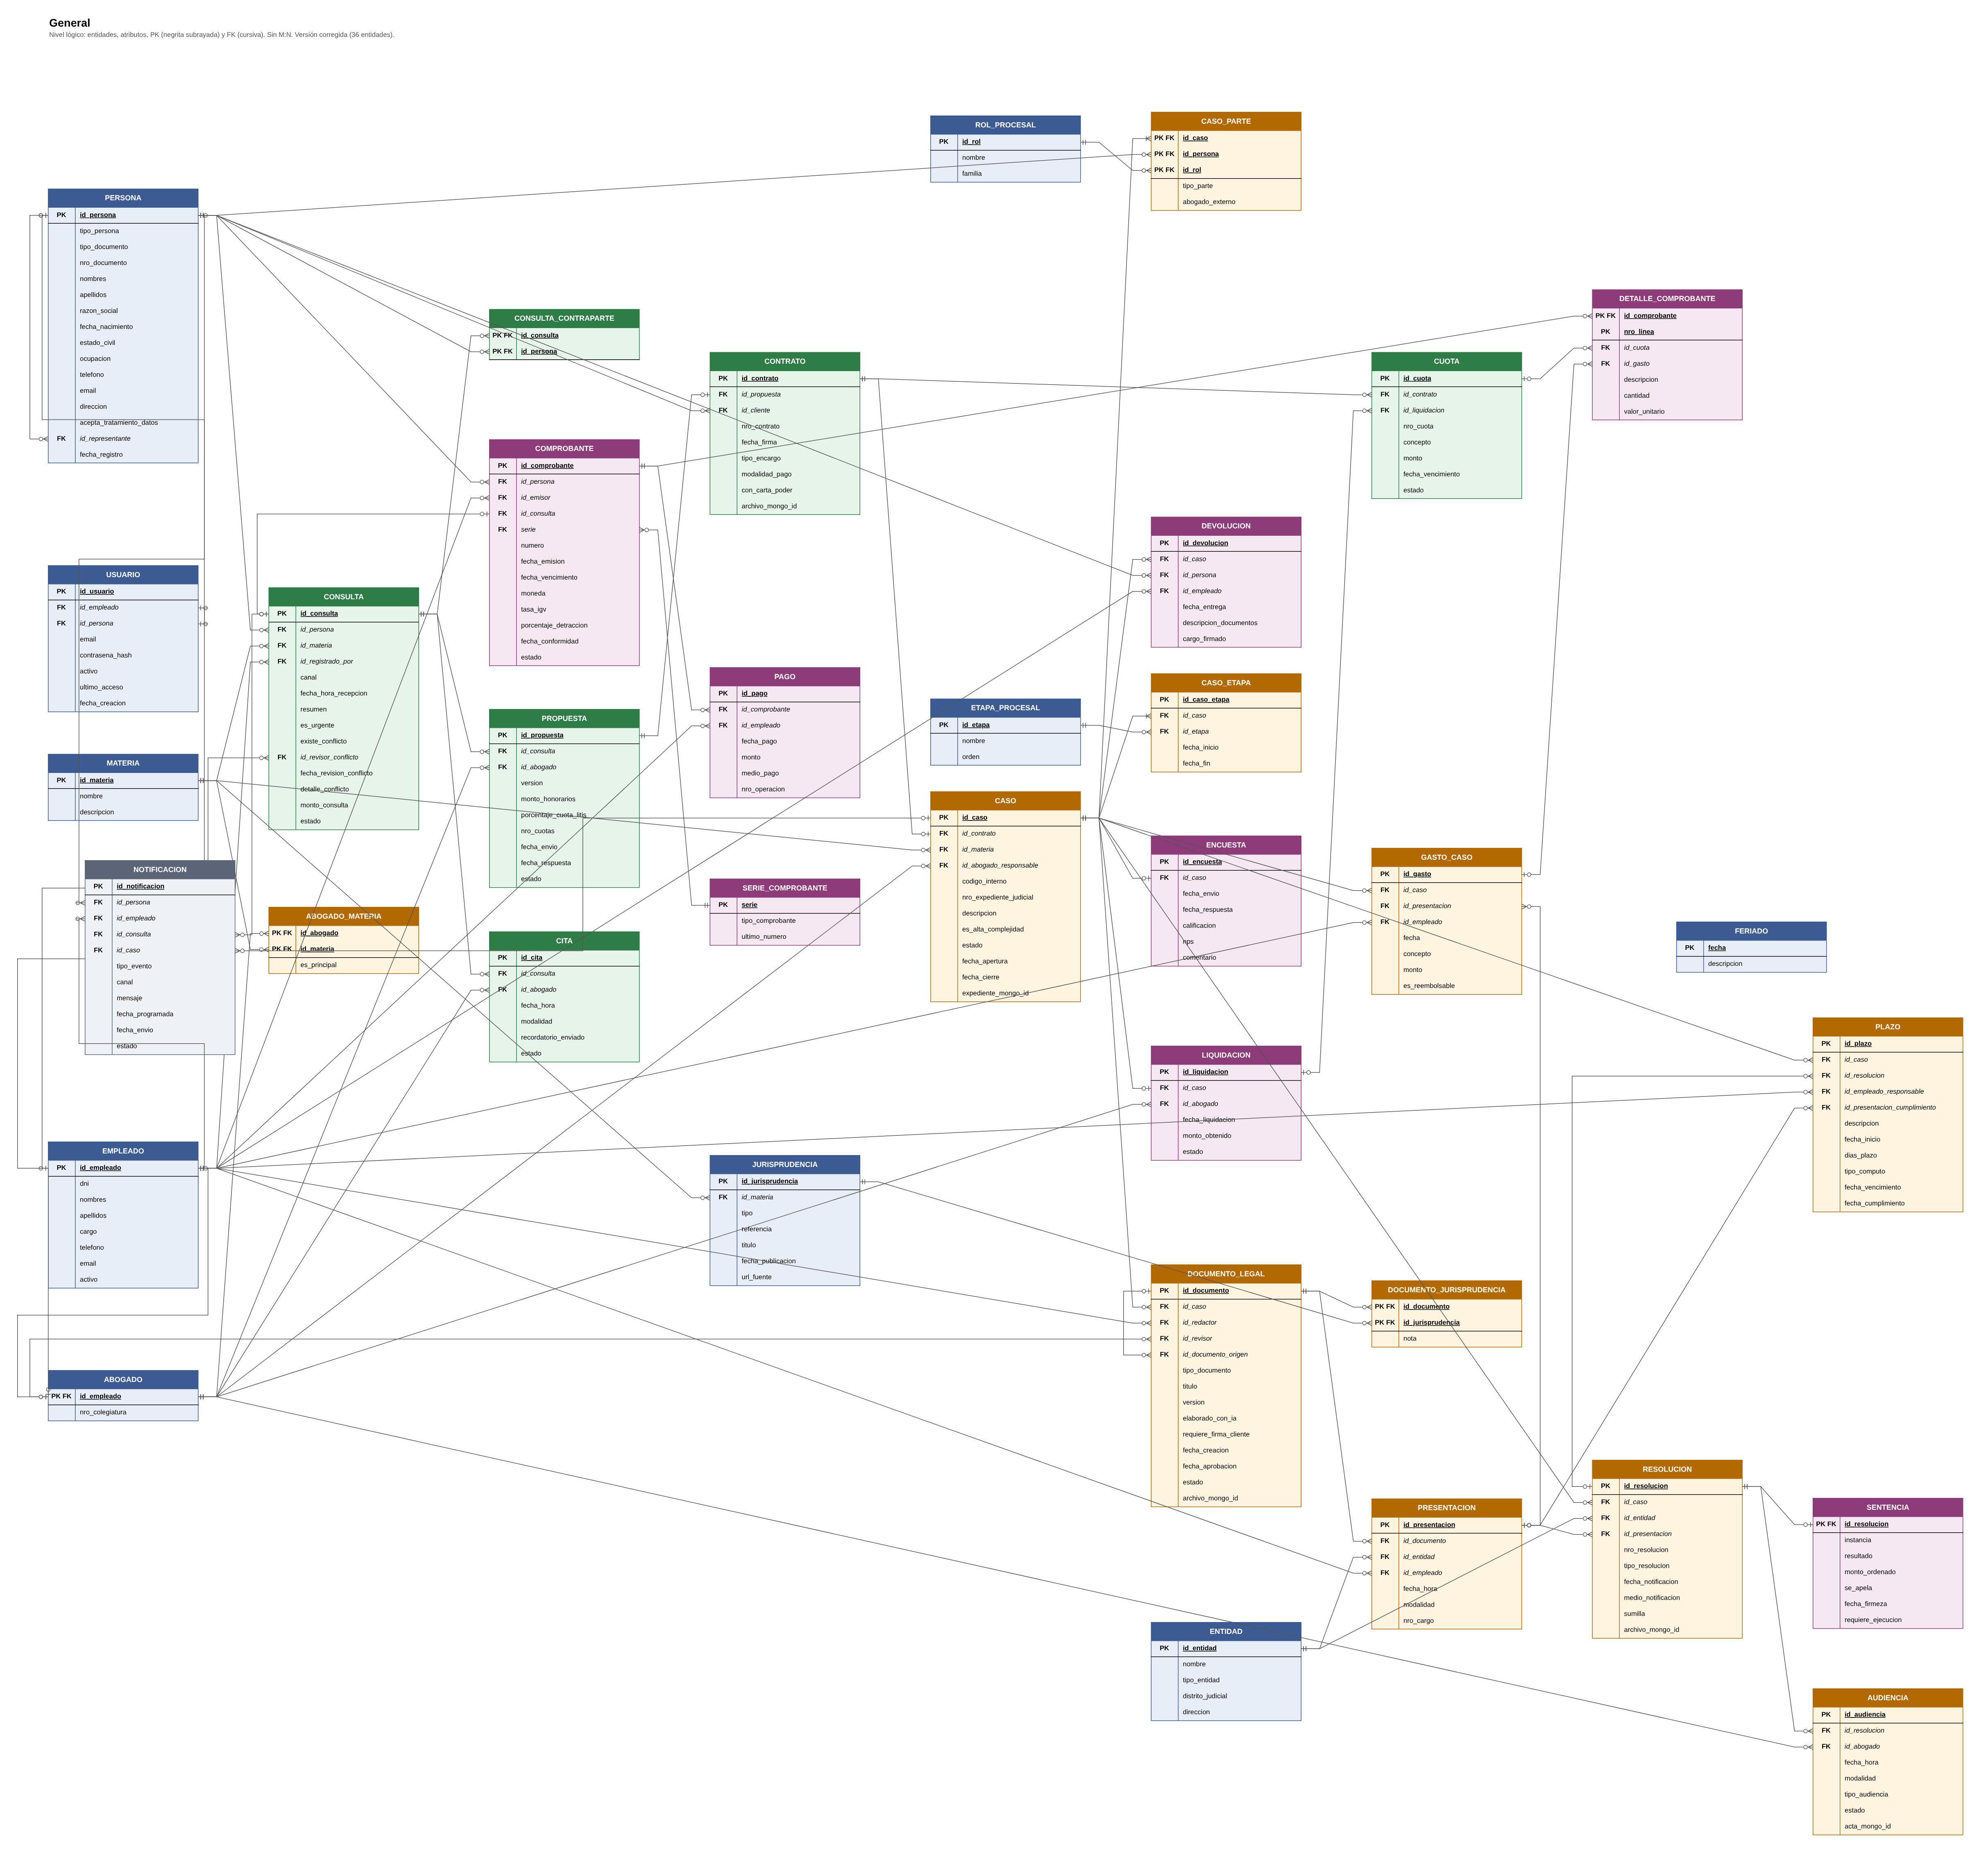 General
Nivel lógico: entidades, atributos, PK (negrita subrayada) y FK (cursiva). Sin M:N. Versión corregida (36 entidades).
ROL_PROCESAL
PK id_rol
nombre
familia
CASO_PARTE
PK FK id_caso
PK FK id_persona
PK FK id_rol
tipo_parte
abogado_externo
PERSONA
PK id_persona
tipo_persona
tipo_documento
nro_documento
nombres
apellidos
razon_social
fecha_nacimiento
estado_civil
ocupacion
telefono
email
direccion
acepta_tratamiento_datos
FK id_representante
fecha_registro
CONSULTA_CONTRAPARTE
PK FK id_consulta
PK FK id_persona
CONTRATO
PK id_contrato
FK id_propuesta
FK id_cliente
nro_contrato
fecha_firma
tipo_encargo
modalidad_pago
con_carta_poder
archivo_mongo_id
CUOTA
PK id_cuota
FK id_contrato
FK id_liquidacion
nro_cuota
concepto
monto
fecha_vencimiento
estado
DETALLE_COMPROBANTE
PK FK id_comprobante
PK nro_linea
FK id_cuota
FK id_gasto
descripcion
cantidad
valor_unitario
COMPROBANTE
PK id_comprobante
FK id_persona
FK id_emisor
FK id_consulta
FK serie
numero
fecha_emision
fecha_vencimiento
moneda
tasa_igv
porcentaje_detraccion
fecha_conformidad
estado
DEVOLUCION
PK id_devolucion
FK id_caso
FK id_persona
FK id_empleado
fecha_entrega
descripcion_documentos
cargo_firmado
USUARIO
PK id_usuario
FK id_empleado
FK id_persona
email
contrasena_hash
activo
ultimo_acceso
fecha_creacion
CONSULTA
PK id_consulta
FK id_persona
FK id_materia
FK id_registrado_por
canal
fecha_hora_recepcion
resumen
es_urgente
existe_conflicto
FK id_revisor_conflicto
fecha_revision_conflicto
detalle_conflicto
monto_consulta
estado
PAGO
PK id_pago
FK id_comprobante
FK id_empleado
fecha_pago
monto
medio_pago
nro_operacion
CASO_ETAPA
PK id_caso_etapa
FK id_caso
FK id_etapa
fecha_inicio
fecha_fin
ETAPA_PROCESAL
PK id_etapa
nombre
orden
PROPUESTA
PK id_propuesta
FK id_consulta
FK id_abogado
version
monto_honorarios
porcentaje_cuota_litis
nro_cuotas
fecha_envio
fecha_respuesta
estado
MATERIA
PK id_materia
nombre
descripcion
CASO
PK id_caso
FK id_contrato
FK id_materia
FK id_abogado_responsable
codigo_interno
nro_expediente_judicial
descripcion
es_alta_complejidad
estado
fecha_apertura
fecha_cierre
expediente_mongo_id
ENCUESTA
PK id_encuesta
FK id_caso
fecha_envio
fecha_respuesta
calificacion
nps
comentario
GASTO_CASO
PK id_gasto
FK id_caso
FK id_presentacion
FK id_empleado
fecha
concepto
monto
es_reembolsable
NOTIFICACION
PK id_notificacion
FK id_persona
FK id_empleado
FK id_consulta
FK id_caso
tipo_evento
canal
mensaje
fecha_programada
fecha_envio
estado
ABOGADO_MATERIA
PK FK id_abogado
PK FK id_materia
es_principal
SERIE_COMPROBANTE
PK serie
tipo_comprobante
ultimo_numero
CITA
PK id_cita
FK id_consulta
FK id_abogado
fecha_hora
modalidad
recordatorio_enviado
estado
FERIADO
PK fecha
descripcion
PLAZO
PK id_plazo
FK id_caso
FK id_resolucion
FK id_empleado_responsable
FK id_presentacion_cumplimiento
descripcion
fecha_inicio
dias_plazo
tipo_computo
fecha_vencimiento
fecha_cumplimiento
LIQUIDACION
PK id_liquidacion
FK id_caso
FK id_abogado
fecha_liquidacion
monto_obtenido
estado
EMPLEADO
PK id_empleado
dni
nombres
apellidos
cargo
telefono
email
activo
JURISPRUDENCIA
PK id_jurisprudencia
FK id_materia
tipo
referencia
titulo
fecha_publicacion
url_fuente
DOCUMENTO_LEGAL
PK id_documento
FK id_caso
FK id_redactor
FK id_revisor
FK id_documento_origen
tipo_documento
titulo
version
elaborado_con_ia
requiere_firma_cliente
fecha_creacion
fecha_aprobacion
estado
archivo_mongo_id
DOCUMENTO_JURISPRUDENCIA
PK FK id_documento
PK FK id_jurisprudencia
nota
ABOGADO
PK FK id_empleado
nro_colegiatura
RESOLUCION
PK id_resolucion
FK id_caso
FK id_entidad
FK id_presentacion
nro_resolucion
tipo_resolucion
fecha_notificacion
medio_notificacion
sumilla
archivo_mongo_id
PRESENTACION
PK id_presentacion
FK id_documento
FK id_entidad
FK id_empleado
fecha_hora
modalidad
nro_cargo
SENTENCIA
PK FK id_resolucion
instancia
resultado
monto_ordenado
se_apela
fecha_firmeza
requiere_ejecucion
ENTIDAD
PK id_entidad
nombre
tipo_entidad
distrito_judicial
direccion
AUDIENCIA
PK id_audiencia
FK id_resolucion
FK id_abogado
fecha_hora
modalidad
tipo_audiencia
estado
acta_mongo_id